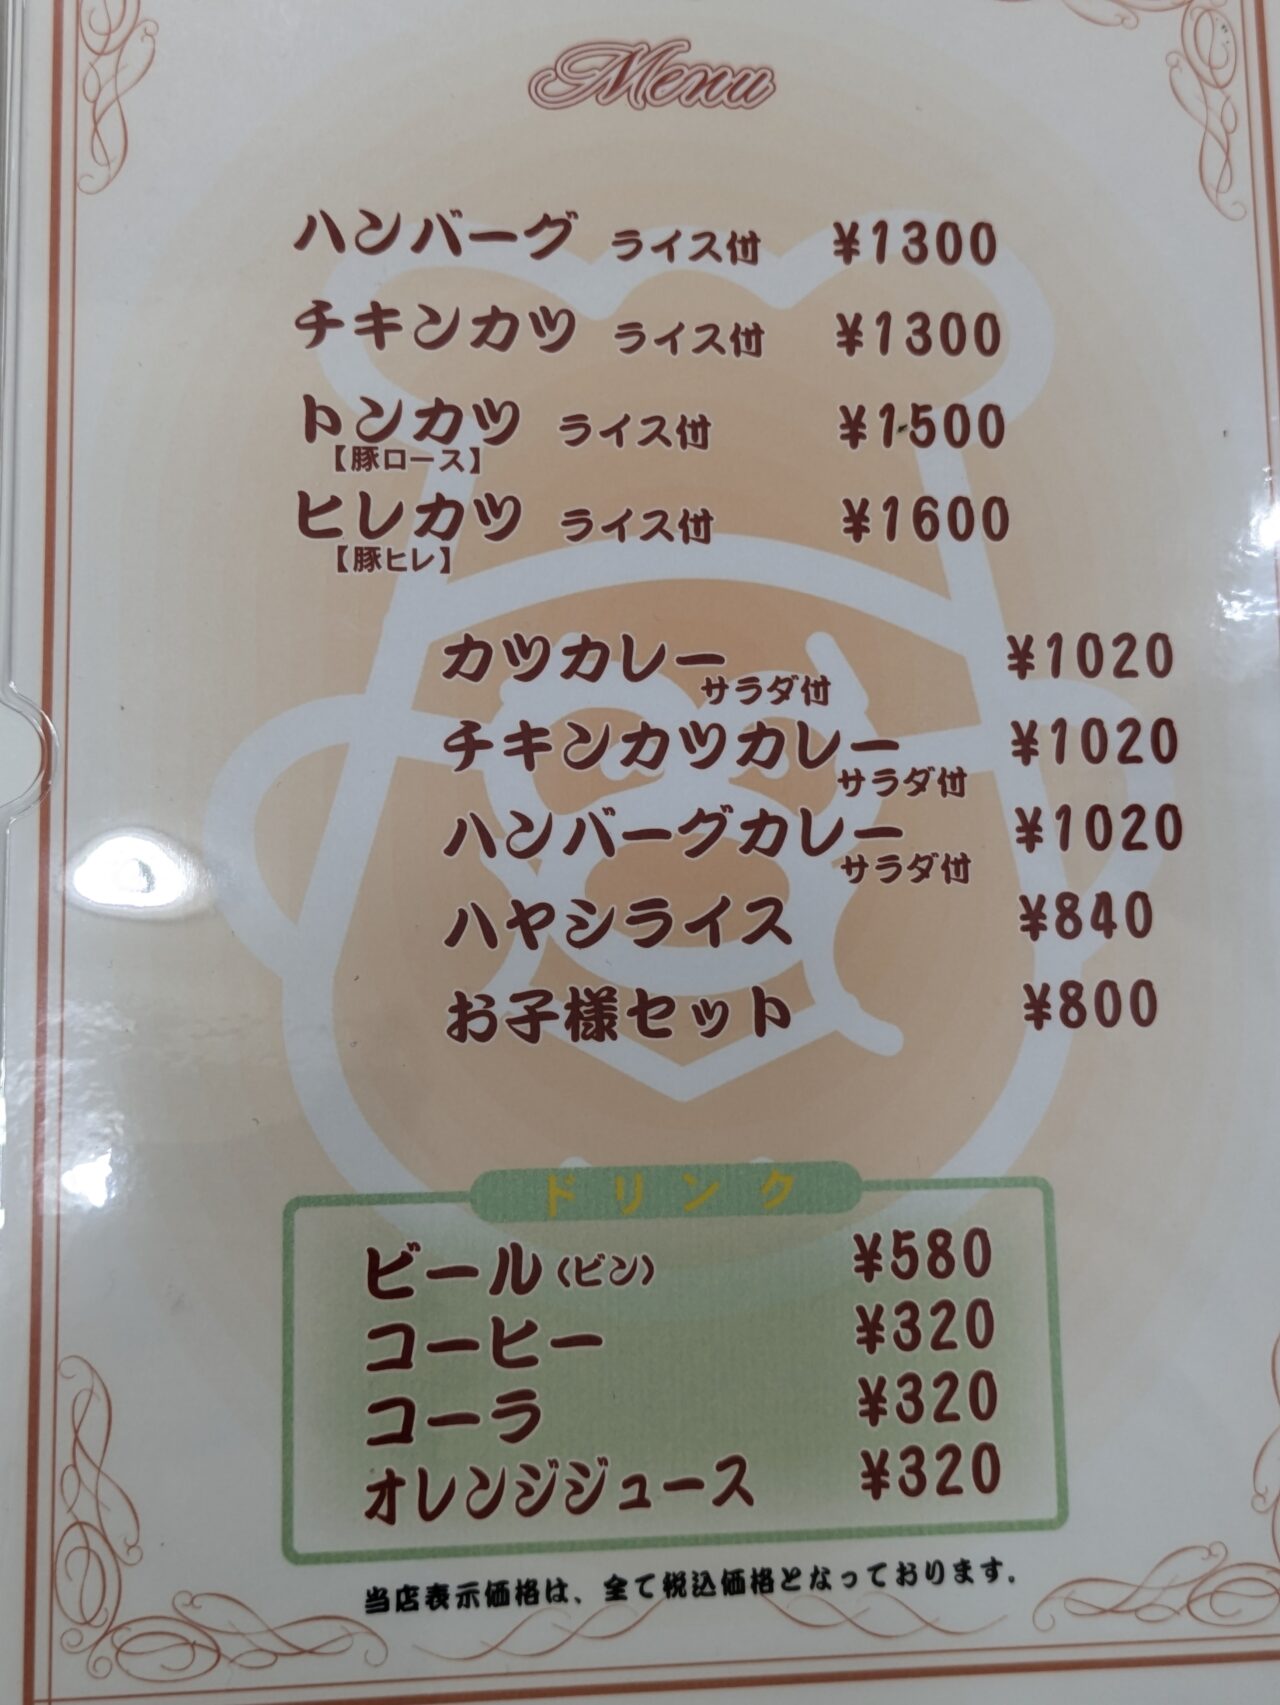 Menu
ハンバーグ ライス付 ¥1300
チキンカツ ライス付 ¥1300
トンカツ ライス付 ¥1500
【豚ロース】
ヒレカツ ライス付 ¥1600
【豚ヒレ】
カツカレー サラダ付 ¥1020
チキンカツカレー サラダ付 ¥1020
ハンバーグカレー サラダ付 ¥1020
ハヤシライス ¥840
お子様セット ¥800
ドリンク
ビール(ビン) ¥580
コーヒー ¥320
コーラ ¥320
オレンジジュース ¥320
当店表示価格は、全て税込価格となっております.